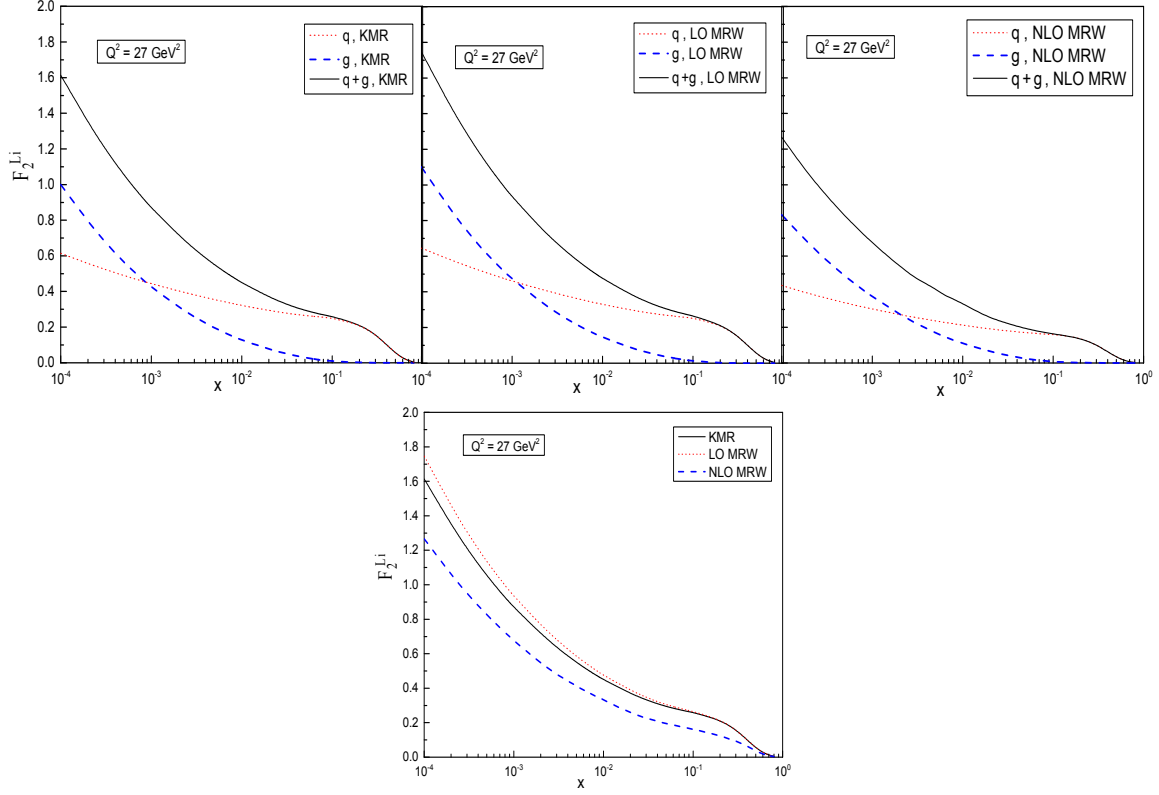 2.0
1.8
1.6
1.4
1.2
1.0
0.8
0.6
0.4
0.2
0.0
F₂^Li
Q² = 27 GeV²
q , KMR
g , KMR
q+g , KMR
10⁻⁴ 10⁻³ 10⁻² 10⁻¹
x
Q² = 27 GeV²
q , LO MRW
g , LO MRW
q+g , LO MRW
10⁻⁴ 10⁻³ 10⁻² 10⁻¹
x
Q² = 27 GeV²
q , NLO MRW
g , NLO MRW
q+g , NLO MRW
10⁻⁴ 10⁻³ 10⁻² 10⁻¹ 10⁰
x
2.0
1.8
1.6
1.4
1.2
1.0
0.8
0.6
0.4
0.2
0.0
F₂^Li
Q² = 27 GeV²
KMR
LO MRW
NLO MRW
10⁻⁴ 10⁻³ 10⁻² 10⁻¹ 10⁰
x